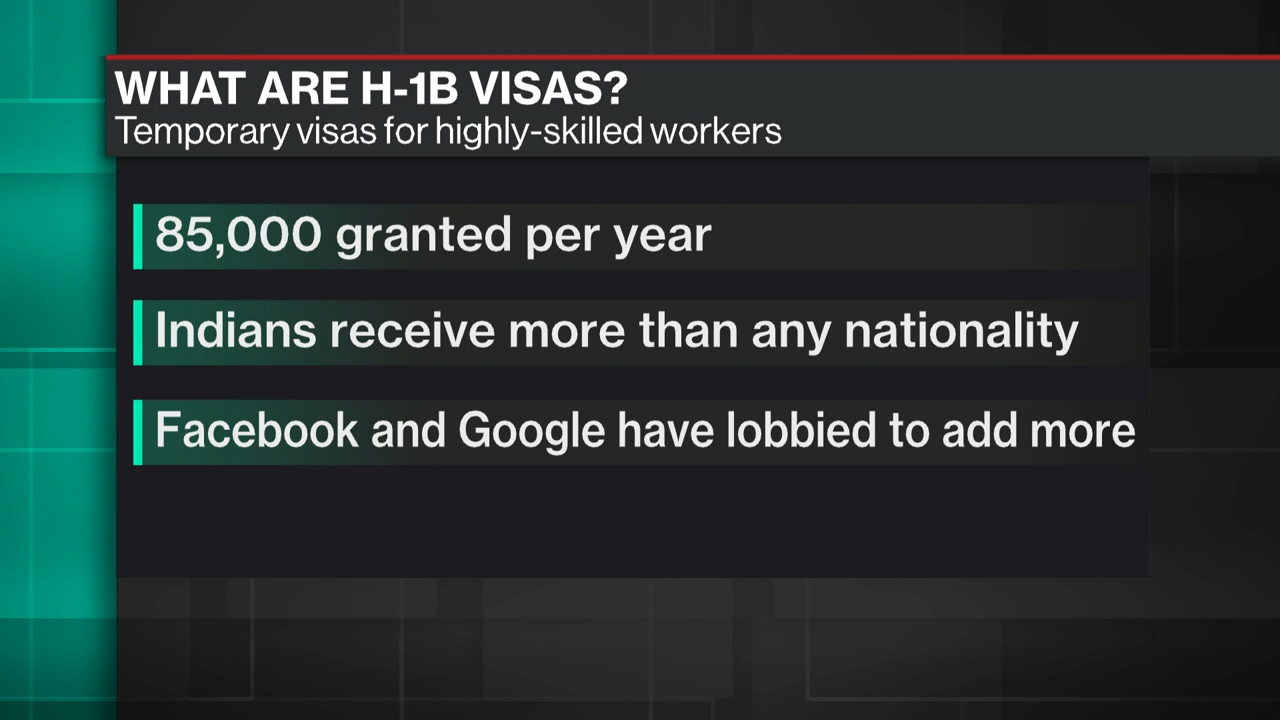 WHAT ARE H-1B VISAS?
Temporary visas for highly-skilled workers
85,000 granted per year
Indians receive more than any nationality
Facebook and Google have lobbied to add more